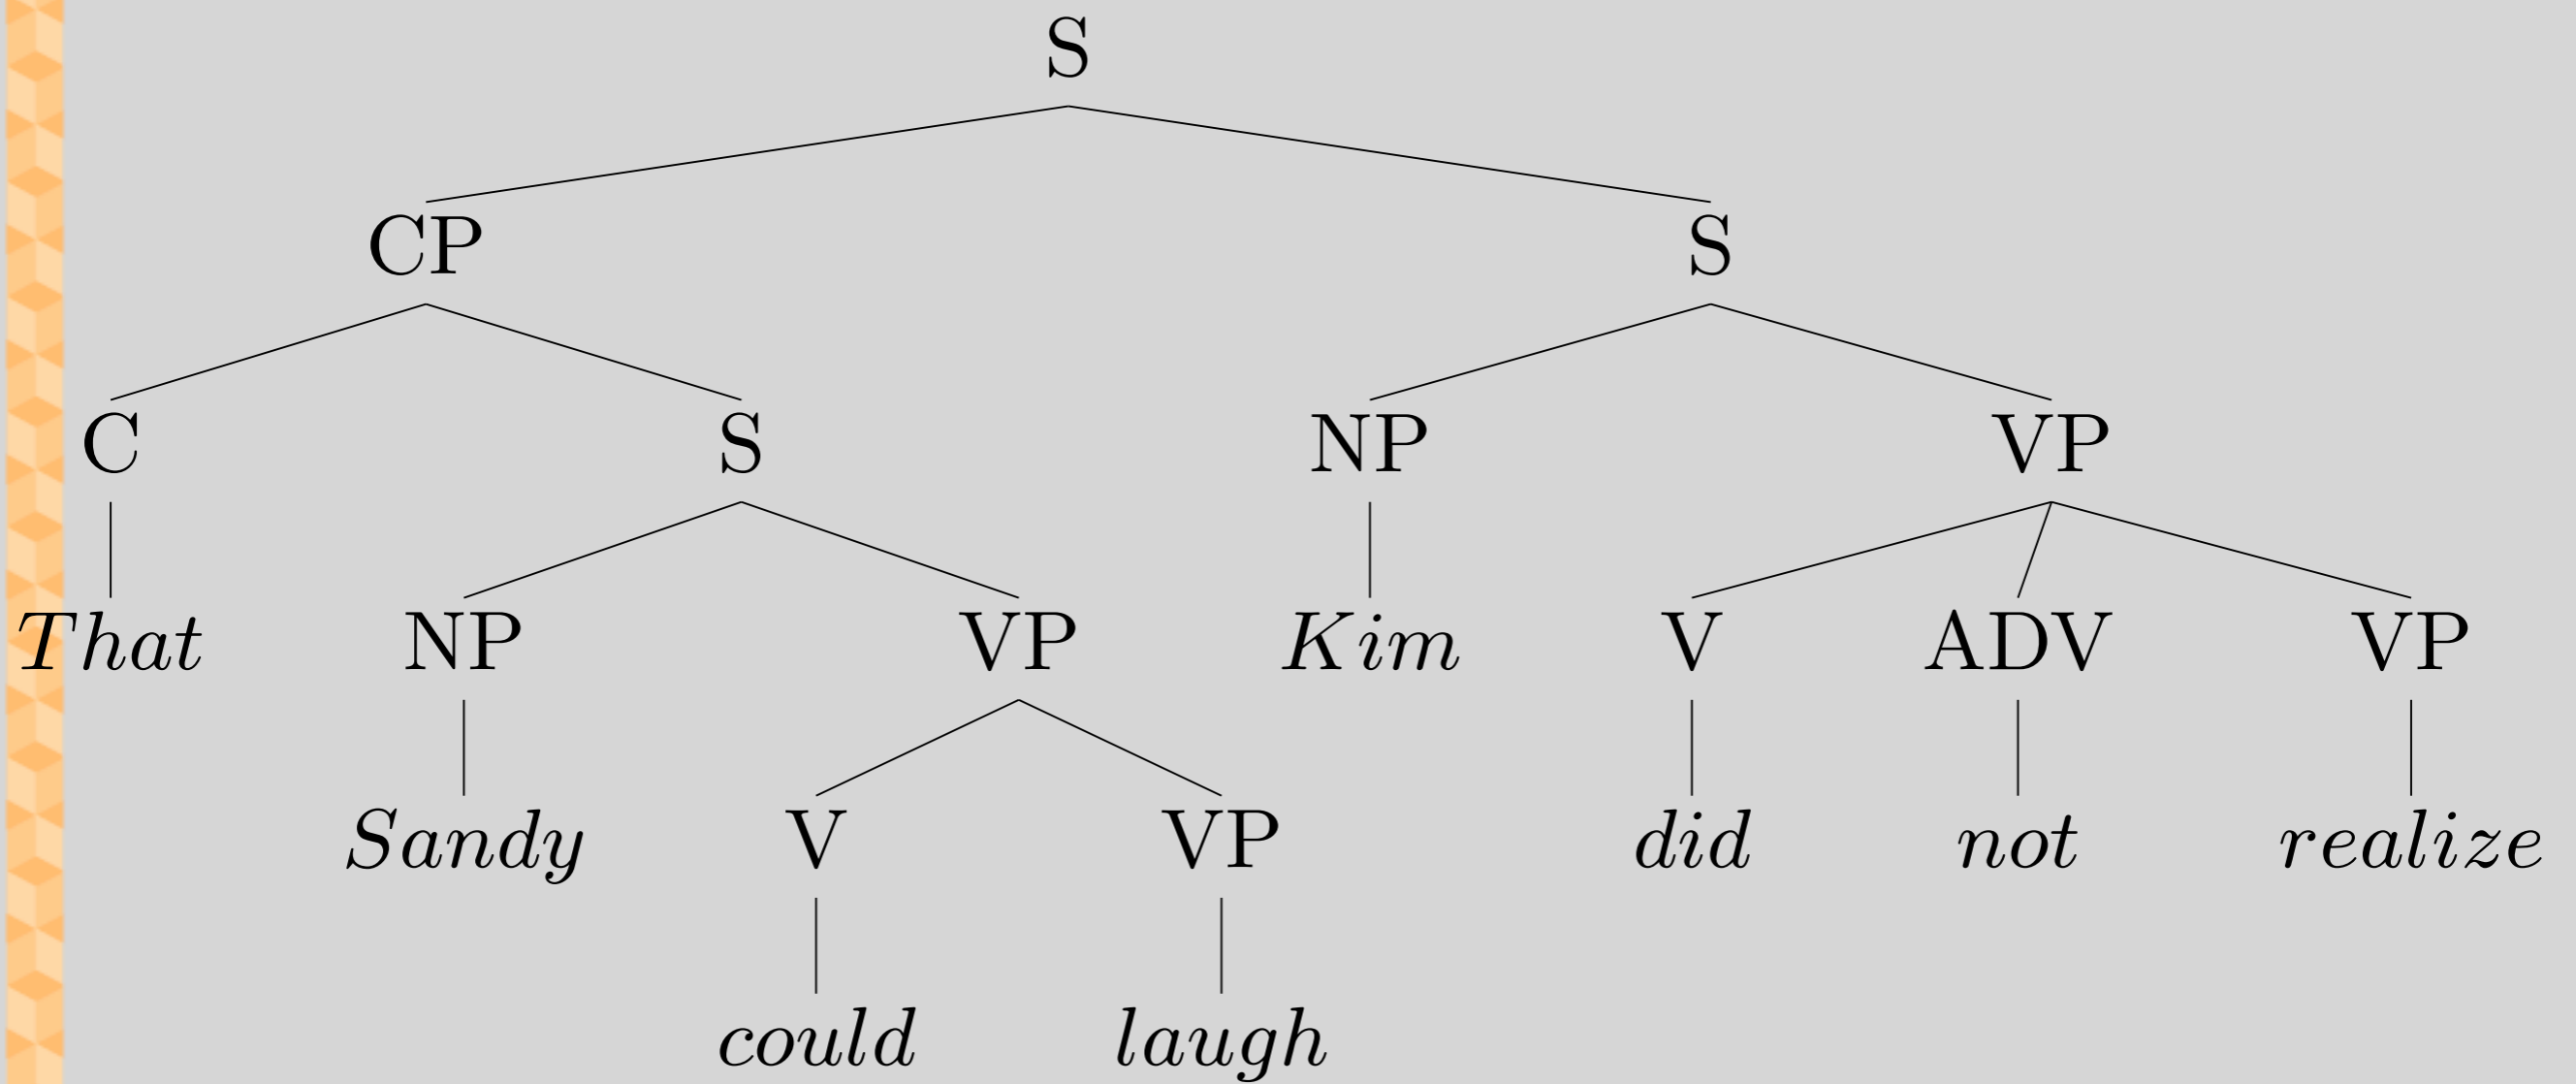 S
CP S
C S NP VP
That NP VP Kim V ADV VP
Sandy V VP did not realize
could laugh